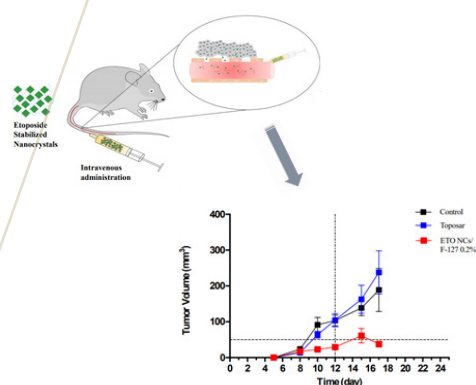 Etoposide
Stabilized
Nanocrystals
Intravenous
administration
Control
Toposar
ETO NCs/
F-127 0.2%
Tumor Volume (mm³)
400
300
200
100
0
0 2 4 6 8 10 12 14 16 18 20 22 24
Time (day)